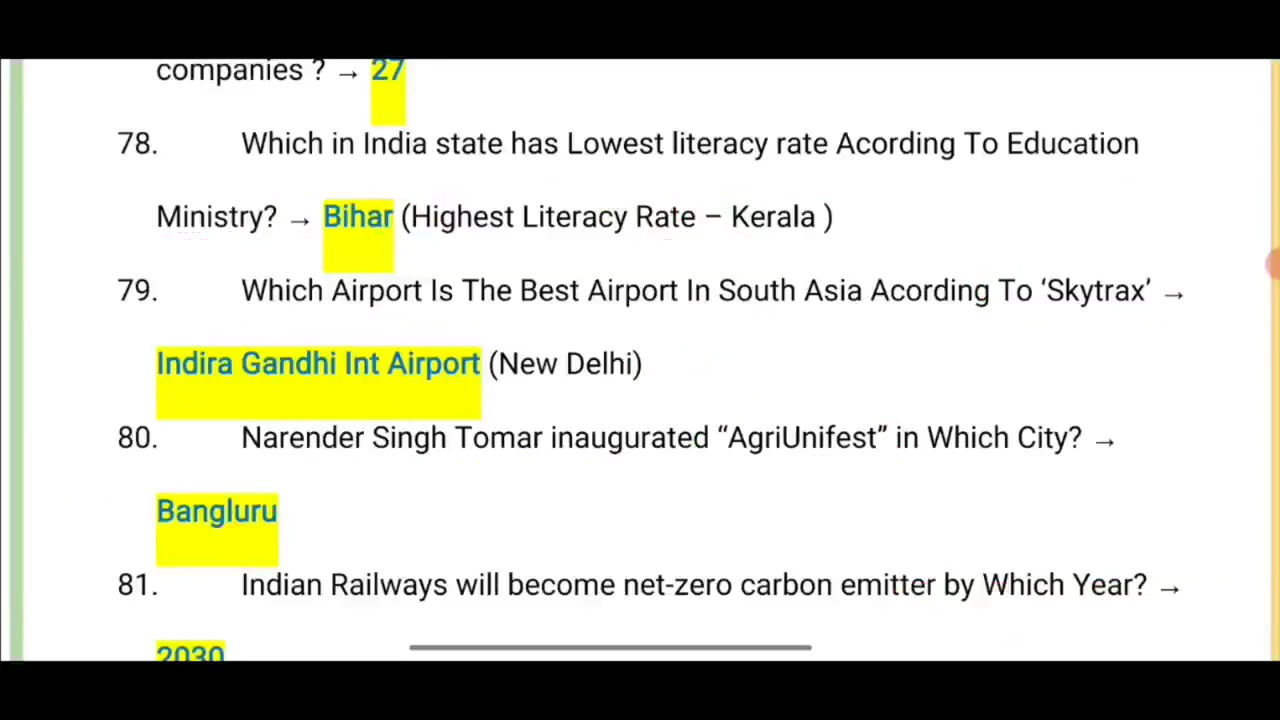 companies ? → 27
78. Which in India state has Lowest literacy rate Acording To Education
Ministry? → Bihar (Highest Literacy Rate – Kerala )
79. Which Airport Is The Best Airport In South Asia Acording To ‘Skytrax’ →
Indira Gandhi Int Airport (New Delhi)
80. Narender Singh Tomar inaugurated “AgriUnifest” in Which City? →
Bangluru
81. Indian Railways will become net-zero carbon emitter by Which Year? →
2030